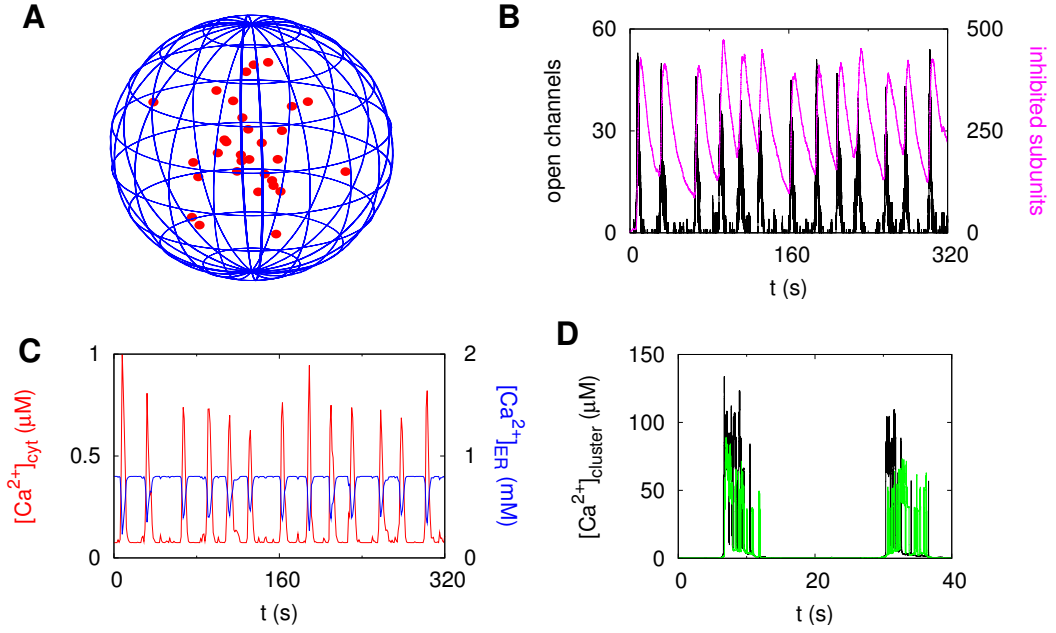 A
B
60
30
0
open channels
500
250
0
inhibited subunits
0
160
320
t (s)
C
1
0.5
0
[Ca²⁺]cyt (μM)
2
1
0
[Ca²⁺]ER (mM)
0
160
320
t (s)
D
150
100
50
0
[Ca²⁺]cluster (μM)
0
20
40
t (s)